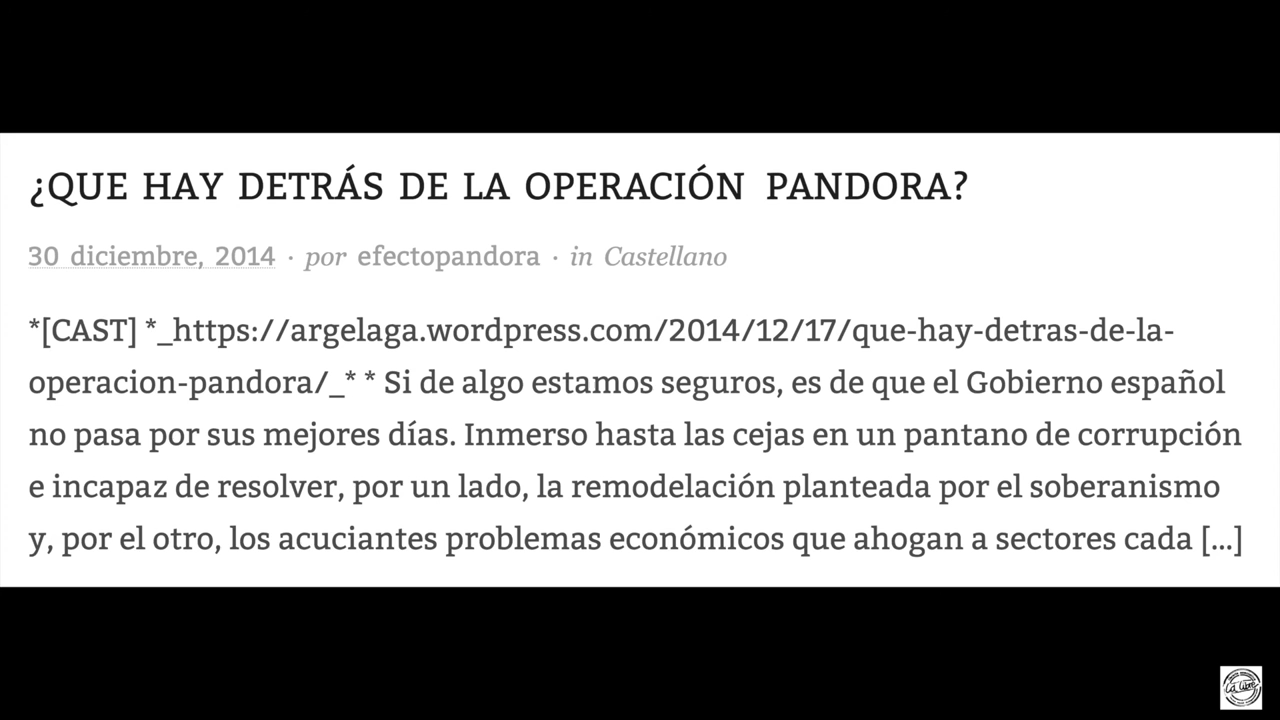 ¿QUE HAY DETRÁS DE LA OPERACIÓN PANDORA?
30 diciembre, 2014 · por efectopandora · in Castellano
*[CAST] *_https://argelaga.wordpress.com/2014/12/17/que-hay-detras-de-la-
operacion-pandora/_* * Si de algo estamos seguros, es de que el Gobierno español
no pasa por sus mejores días. Inmerso hasta las cejas en un pantano de corrupción
e incapaz de resolver, por un lado, la remodelación planteada por el soberanismo
y, por el otro, los acuciantes problemas económicos que ahogan a sectores cada [...]